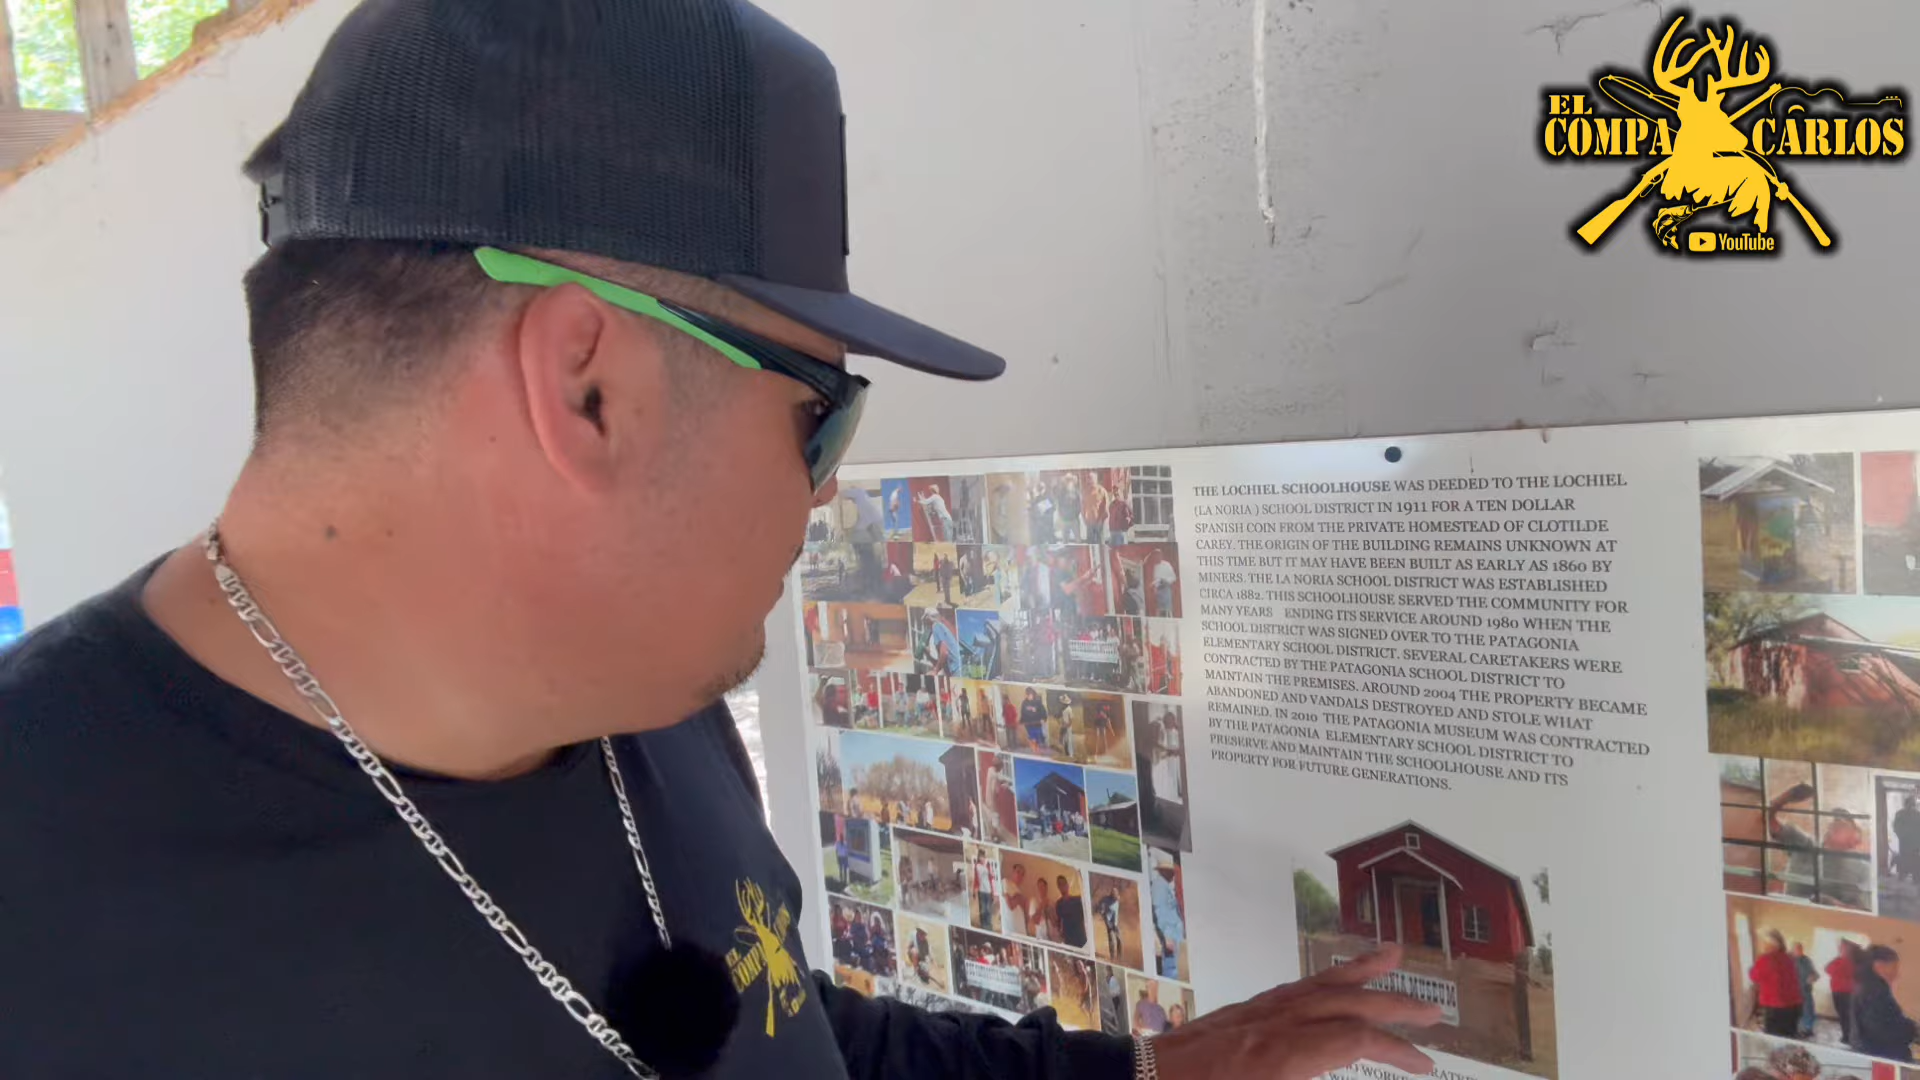 EL
COMPA CARLOS
YouTube
THE LOCHIEL SCHOOLHOUSE WAS DEEDED TO THE LOCHIEL
(LA NORIA ) SCHOOL DISTRICT IN 1911 FOR A TEN DOLLAR
SPANISH COIN FROM THE PRIVATE HOMESTEAD OF CLOTILDE
CAREY. THE ORIGIN OF THE BUILDING REMAINS UNKNOWN AT
THIS TIME BUT IT MAY HAVE BEEN BUILT AS EARLY AS 1860 BY
MINERS. THE LA NORIA SCHOOL DISTRICT WAS ESTABLISHED
CIRCA 1882. THIS SCHOOLHOUSE SERVED THE COMMUNITY FOR
MANY YEARS ENDING ITS SERVICE AROUND 1980 WHEN THE
SCHOOL DISTRICT WAS SIGNED OVER TO THE PATAGONIA
ELEMENTARY SCHOOL DISTRICT. SEVERAL CARETAKERS WERE
CONTRACTED BY THE PATAGONIA SCHOOL DISTRICT TO
MAINTAIN THE PREMISES. AROUND 2004 THE PROPERTY BECAME
ABANDONED AND VANDALS DESTROYED AND STOLE WHAT
REMAINED. IN 2010 THE PATAGONIA MUSEUM WAS CONTRACTED
BY THE PATAGONIA ELEMENTARY SCHOOL DISTRICT TO
PRESERVE AND MAINTAIN THE SCHOOLHOUSE AND ITS
PROPERTY FOR FUTURE GENERATIONS.
MUSEUM
EL
COMPA